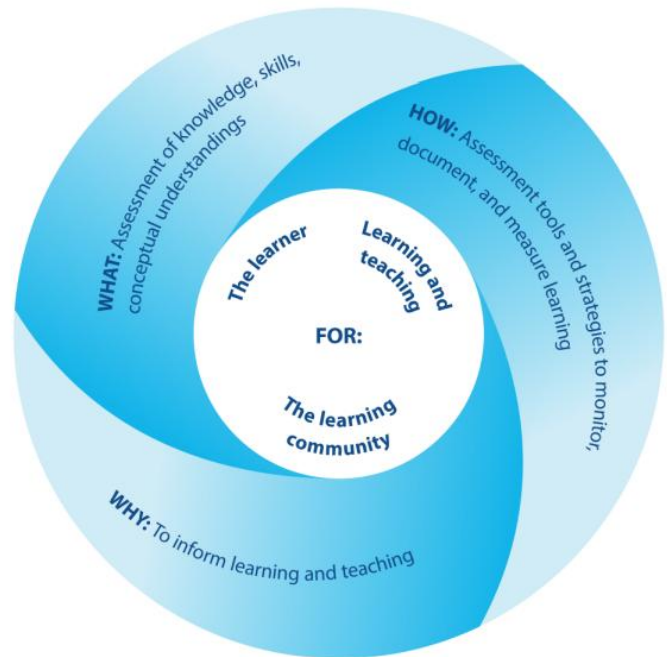 WHAT: Assessment of knowledge, skills,
conceptual understandings
HOW: Assessment tools and strategies to monitor,
document, and measure learning
The learner
Learning and
teaching
FOR:
The learning
community
WHY: To inform learning and teaching